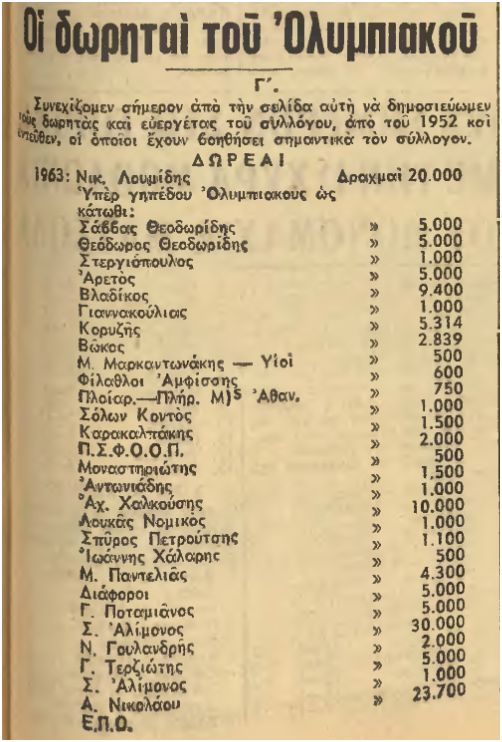 Οἱ δωρηταὶ τοῦ Ὀλυμπιακοῦ
Γ΄.
Συνεχίζομεν σήμερον ἀπὸ τὴν σελίδα αὐτὴ νὰ δημοσιεύωμεν
τοὺς δωρητὰς καὶ εὐεργέτας τοῦ συλλόγου, ἀπὸ τοῦ 1952 καὶ
ἐντεῦθεν, οἱ ὁποῖοι ἔχουν βοηθήσει σημαντικὰ τὸν σύλλογον.
ΔΩΡΕΑΙ
1963: Νικ. Λουμίδης Δραχμαὶ 20.000
Ὑπὲρ γηπέδου Ὀλυμπιακοῦς ὡς
κάτωθι:
Σάββας Θεοδωρίδης » 5.000
Θεόδωρος Θεοδωρίδης » 5.000
Στεργιόπουλος » 1.000
Ἀρετὸς » 5.000
Βλαδίκος » 9.400
Γιαννακούλιας » 1.000
Κορυζῆς » 5.314
Βῶκος » 2.839
Μ. Μαρκαντωνάκης — Υἱοὶ » 500
Φίλαθλοι Ἀμφίσσης » 600
Πλοίαρ.—Πλήρ. Μ)S Ἀθαν. » 750
Σόλων Κοντὸς » 1.000
Καρακαλπάκης » 1.500
Π.Σ.Φ.Ο.Ο.Π. » 2.000
Μοναστηριώτης » 500
Ἀντωνιάδης » 1.500
Ἀχ. Χαλκούσης » 1.000
Λουκᾶς Νομικὸς » 10.000
Σπῦρος Πετρούτσης » 1.000
Ἰωάννης Χάλαρης » 1.100
Μ. Παντελιᾶς » 500
Διάφοροι » 4.300
Γ. Ποταμιᾶνος » 5.000
Σ. Ἀλίμονος » 5.000
Ν. Γουλανδρῆς » 30.000
Γ. Τερζιώτης » 2.000
Σ. Ἀλίμονος » 5.000
Α. Νικολάου » 1.000
Ε.Π.Ο. » 23.700